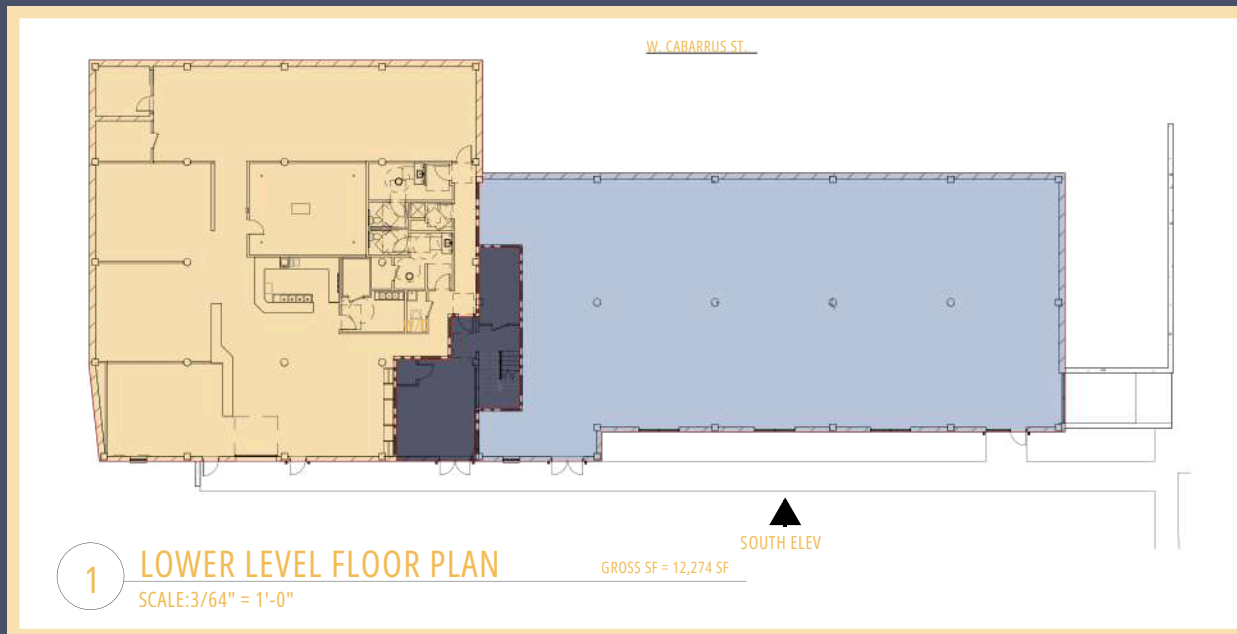 W. CABARRUS ST.
W/D
SOUTH ELEV
1
LOWER LEVEL FLOOR PLAN
GROSS SF = 12,274 SF
SCALE:3/64" = 1'-0"